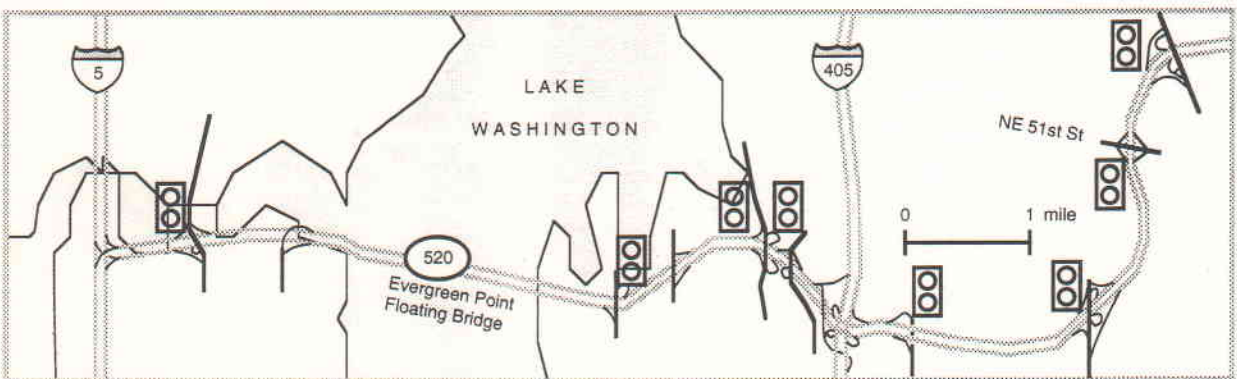 5
LAKE
WASHINGTON
405
NE 51st St
0 1 mile
520
Evergreen Point
Floating Bridge